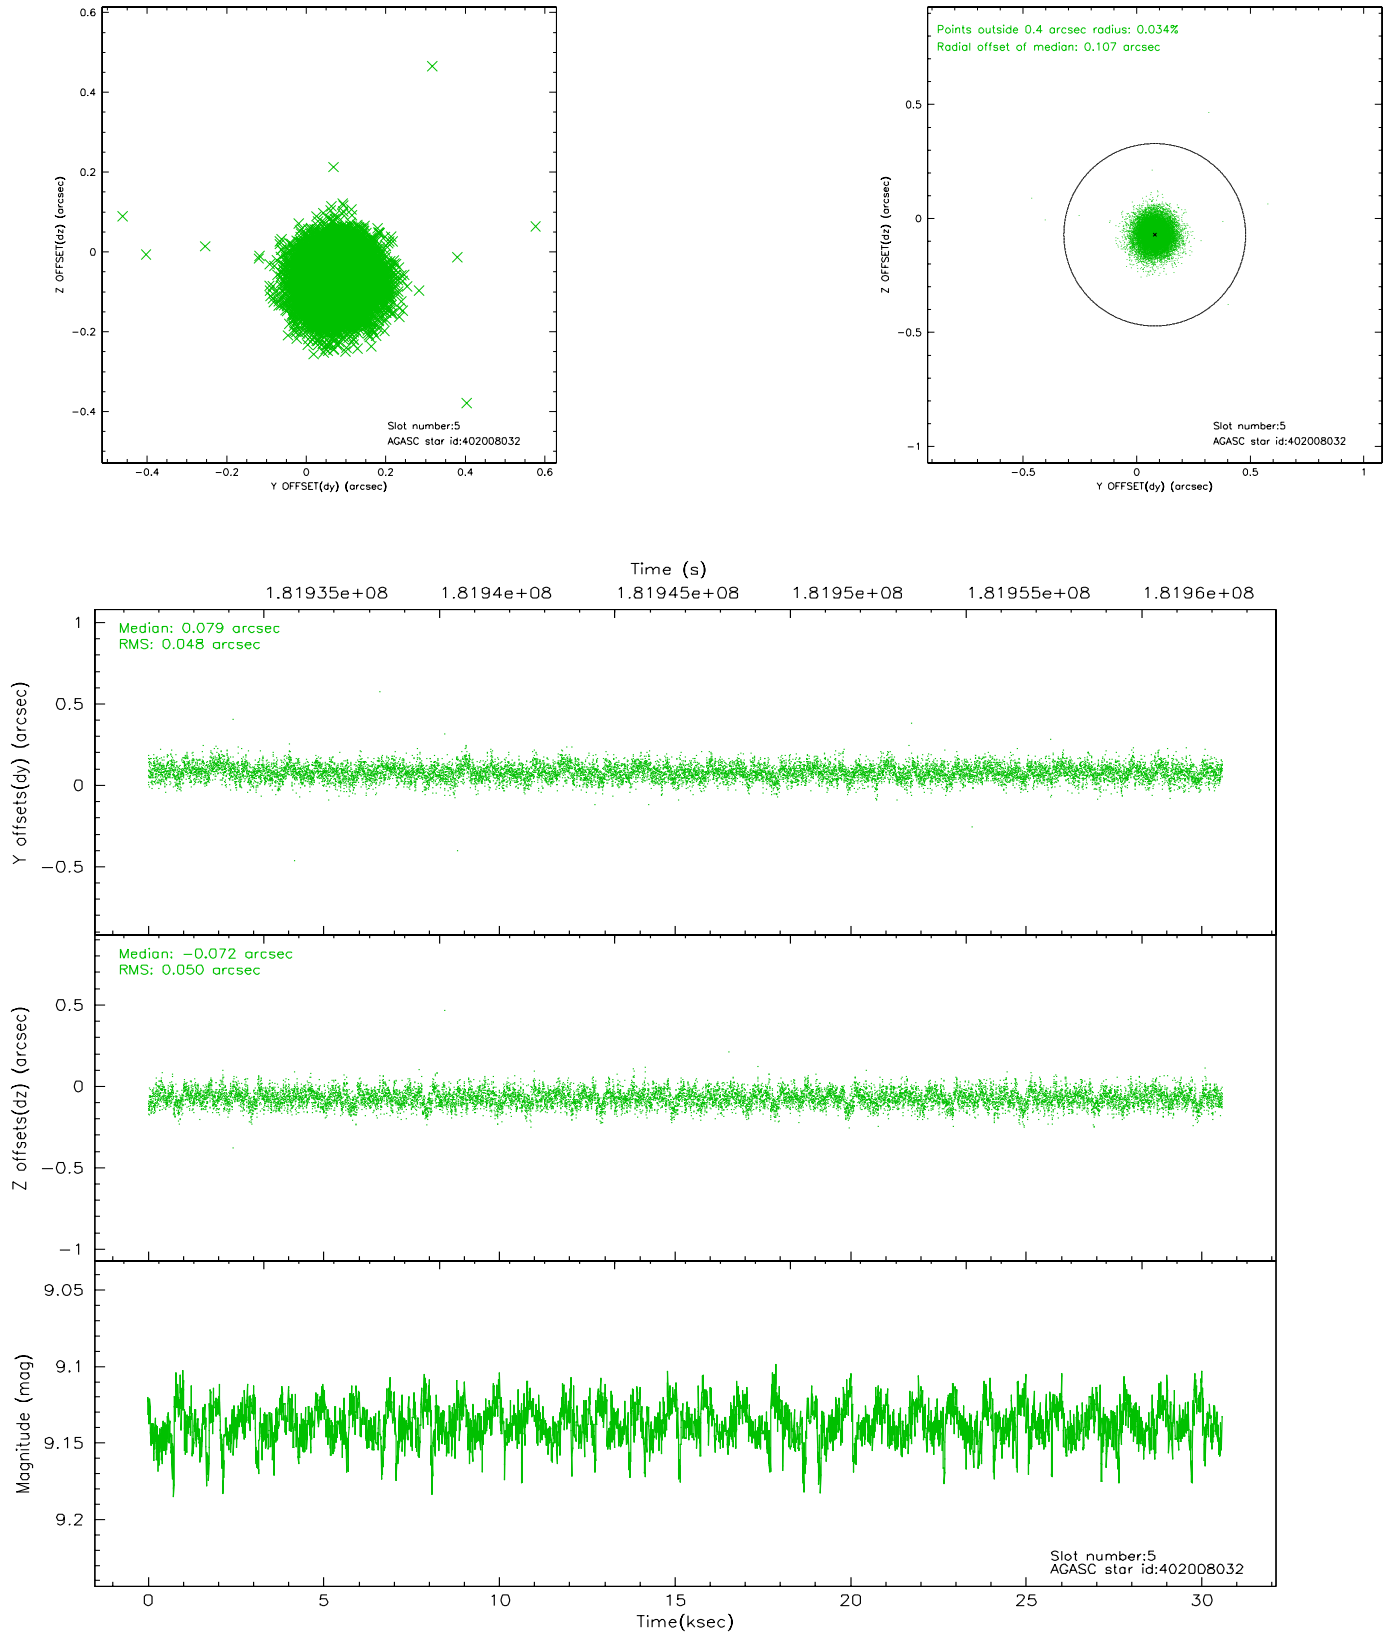 0.6
0.4
0.2
0
−0.2
−0.4
Z OFFSET(dz) (arcsec)
Slot number:5
AGASC star id:402008032
−0.4 −0.2 0 0.2 0.4 0.6
Y OFFSET(dy) (arcsec)
Points outside 0.4 arcsec radius: 0.034%
Radial offset of median: 0.107 arcsec
0.5
0
−0.5
−1
Z OFFSET(dz) (arcsec)
Slot number:5
AGASC star id:402008032
−0.5 0 0.5 1
Y OFFSET(dy) (arcsec)
Time (s)
1.81935e+08 1.8194e+08 1.81945e+08 1.8195e+08 1.81955e+08 1.8196e+08
Median: 0.079 arcsec
RMS: 0.048 arcsec
1
0.5
0
−0.5
Y offsets(dy) (arcsec)
Median: −0.072 arcsec
RMS: 0.050 arcsec
0.5
0
−0.5
−1
Z offsets(dz) (arcsec)
9.05
9.1
9.15
9.2
Magnitude (mag)
Slot number:5
AGASC star id:402008032
0 5 10 15 20 25 30
Time(ksec)